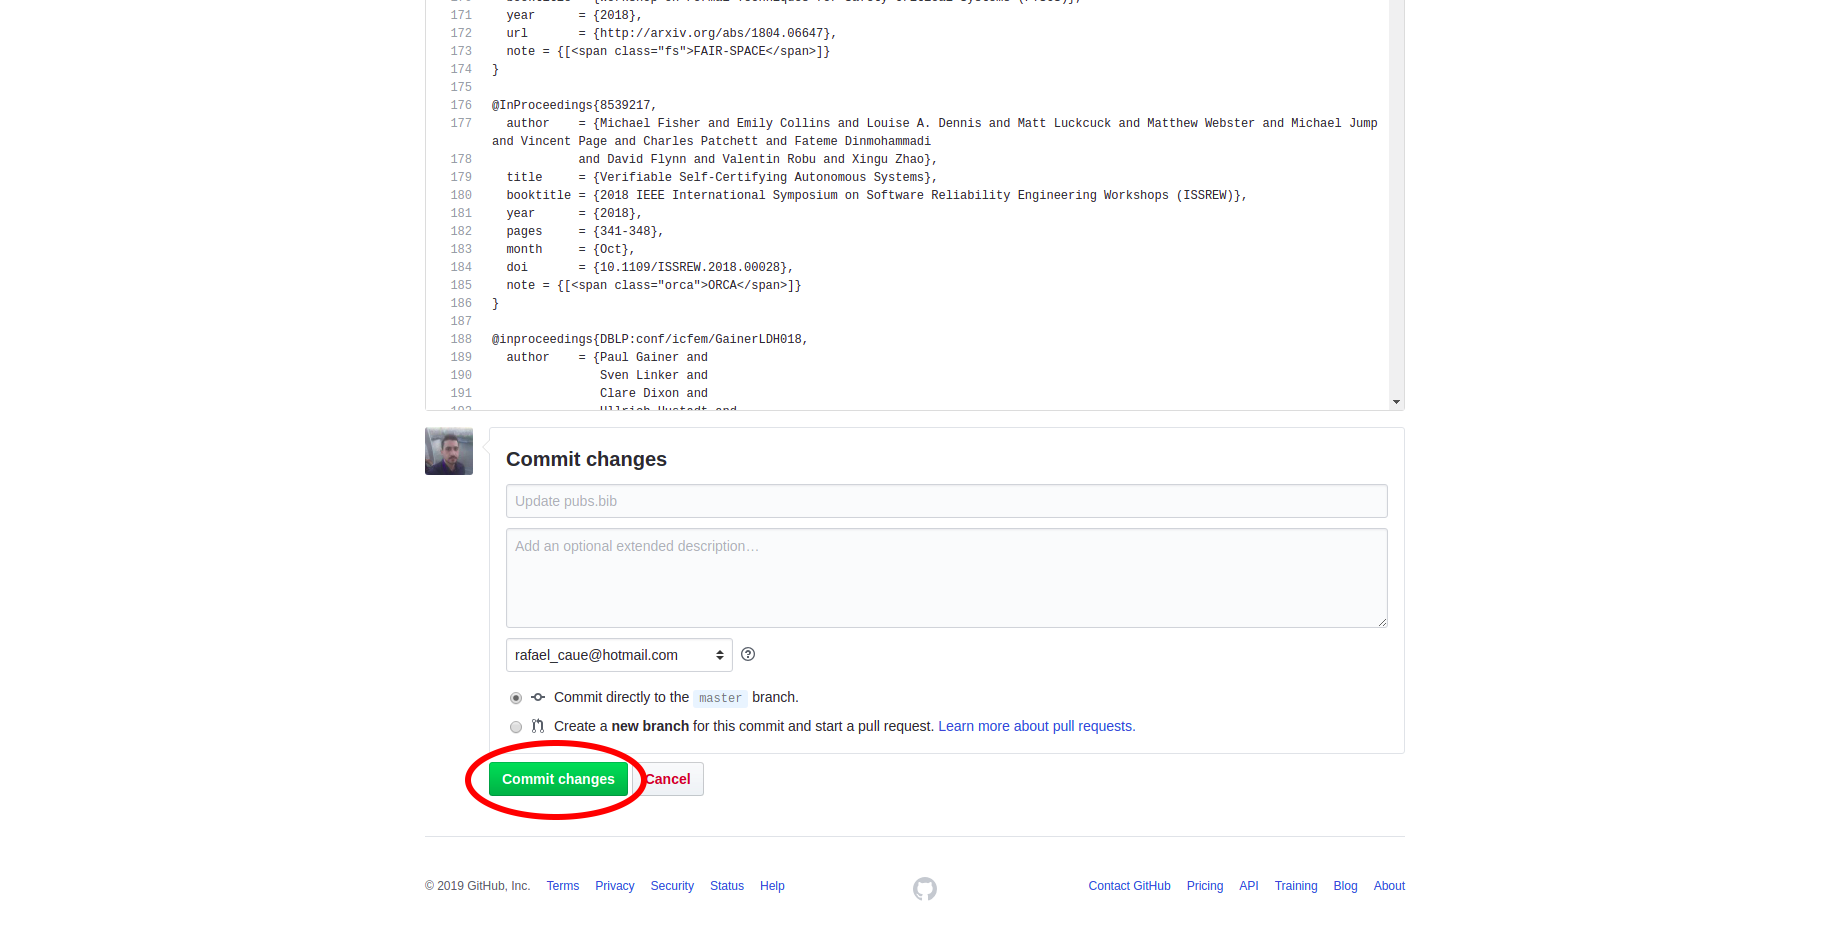 171 year = {2018},
172 url = {http://arxiv.org/abs/1804.06647},
173 note = {[<span class="fs">FAIR-SPACE</span>]}
174 }
175
176 @InProceedings{8539217,
177 author = {Michael Fisher and Emily Collins and Louise A. Dennis and Matt Luckcuck and Matthew Webster and Michael Jump
and Vincent Page and Charles Patchett and Fateme Dinmohammadi
178 and David Flynn and Valentin Robu and Xingu Zhao},
179 title = {Verifiable Self-Certifying Autonomous Systems},
180 booktitle = {2018 IEEE International Symposium on Software Reliability Engineering Workshops (ISSREW)},
181 year = {2018},
182 pages = {341-348},
183 month = {Oct},
184 doi = {10.1109/ISSREW.2018.00028},
185 note = {[<span class="orca">ORCA</span>]}
186 }
187
188 @inproceedings{DBLP:conf/icfem/GainerLDH018,
189 author = {Paul Gainer and
190 Sven Linker and
191 Clare Dixon and
192 Ullrich Hustadt and
Commit changes
Update pubs.bib
Add an optional extended description…
rafael_caue@hotmail.com
Commit directly to the master branch.
Create a new branch for this commit and start a pull request. Learn more about pull requests.
Commit changes Cancel
© 2019 GitHub, Inc. Terms Privacy Security Status Help Contact GitHub Pricing API Training Blog About